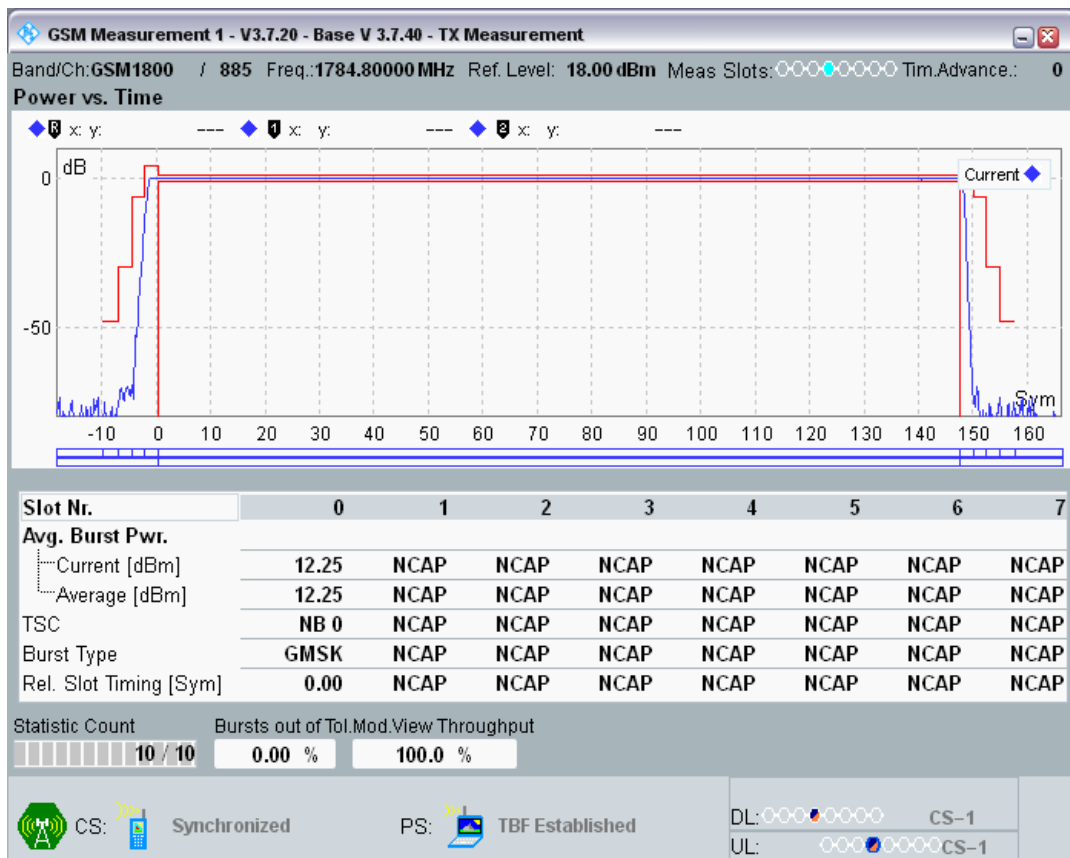 GSM Measurement 1 - V3.7.20 - Base V 3.7.40 - TX Measurement
Band/Ch:GSM1800 / 885 Freq.:1784.80000 MHz Ref. Level: 18.00 dBm Meas Slots: Tim.Advance.: 0
Power vs. Time
R x: y: --- 1 x: y: --- 2 x: y: ---
dB
Current
0
-50
Sym
-10 0 10 20 30 40 50 60 70 80 90 100 110 120 130 140 150 160
Slot Nr. 0 1 2 3 4 5 6 7
Avg. Burst Pwr.
Current [dBm] 12.25 NCAP NCAP NCAP NCAP NCAP NCAP NCAP
Average [dBm] 12.25 NCAP NCAP NCAP NCAP NCAP NCAP NCAP
TSC NB 0 NCAP NCAP NCAP NCAP NCAP NCAP NCAP
Burst Type GMSK NCAP NCAP NCAP NCAP NCAP NCAP NCAP
Rel. Slot Timing [Sym] 0.00 NCAP NCAP NCAP NCAP NCAP NCAP NCAP
Statistic Count Bursts out of Tol.Mod.View Throughput
10 / 10 0.00 % 100.0 %
CS: Synchronized PS: TBF Established
DL: CS-1
UL: CS-1